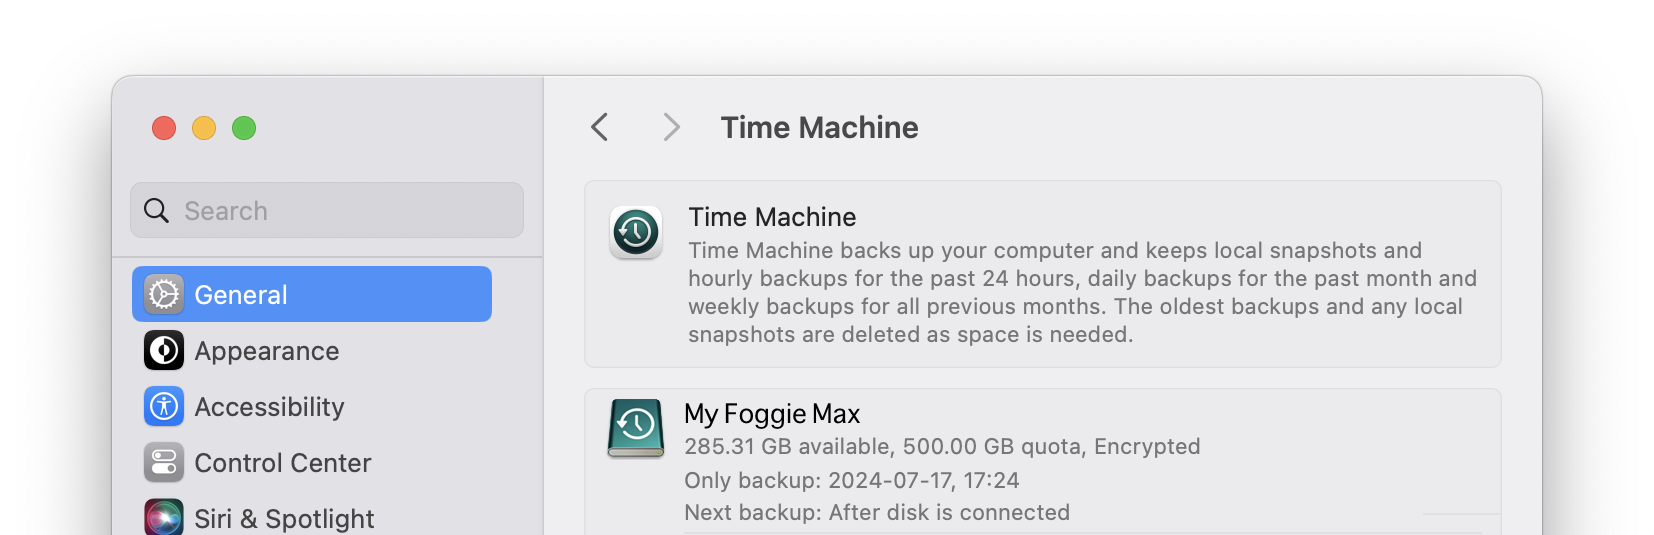 Time Machine
Search
General
Appearance
Accessibility
Control Center
Siri & Spotlight
Time Machine
Time Machine backs up your computer and keeps local snapshots and
hourly backups for the past 24 hours, daily backups for the past month and
weekly backups for all previous months. The oldest backups and any local
snapshots are deleted as space is needed.
My Foggie Max
285.31 GB available, 500.00 GB quota, Encrypted
Only backup: 2024-07-17, 17:24
Next backup: After disk is connected